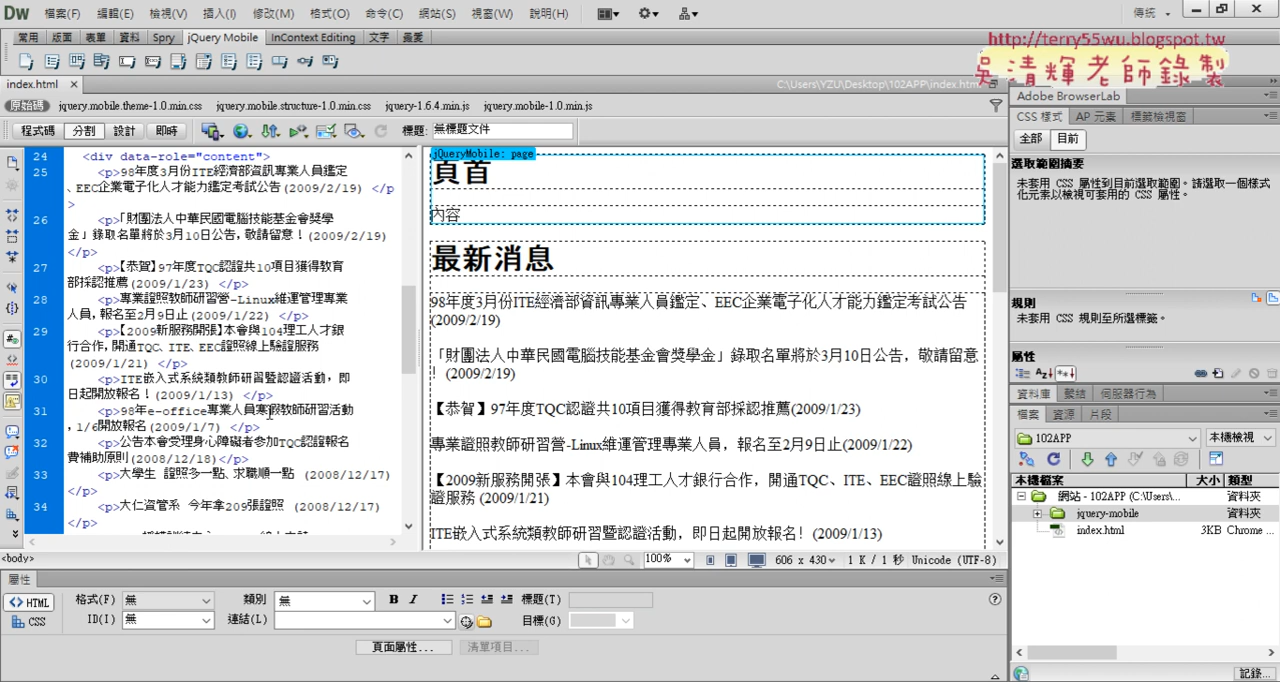 Dw 檔案(F) 編輯(E) 檢視(V) 插入(I) 修改(M) 格式(O) 命令(C) 網站(S) 視窗(W) 說明(H) 傳統
常用 版面 表單 資料 Spry jQuery Mobile InContext Editing 文字 最愛
http://terry55wu.blogspot.tw
吳清輝老師錄製
index.html
C:\Users\YZU\Desktop\102APP\index.htm
原始碼 jquery.mobile.theme-1.0.min.css jquery.mobile.structure-1.0.min.css jquery-1.6.4.min.js jquery.mobile-1.0.min.js
程式碼 分割 設計 即時 標題: 無標題文件
24 <div data-role="content">
25 <p>98年度3月份ITE經濟部資訊專業人員鑑定
、EEC企業電子化人才能力鑑定考試公告(2009/2/19) </p
>
26 <p>「財團法人中華民國電腦技能基金會獎學
金」錄取名單將於3月10日公告，敬請留意！(2009/2/19)
</p>
27 <p>【恭賀】97年度TQC認證共10項目獲得教育
部採認推薦(2009/1/23) </p>
28 <p>專業證照教師研習營-Linux維運管理專業
人員，報名至2月9日止(2009/1/22) </p>
29 <p>【2009新服務開張】本會與104理工人才銀
行合作，開通TQC、ITE、EEC證照線上驗證服務
(2009/1/21) </p>
30 <p>ITE嵌入式系統類教師研習暨認證活動，即
日起開放報名！(2009/1/13) </p>
31 <p>98年e-office專業人員寒假教師研習活動
，1/6開放報名(2009/1/7) </p>
32 <p>公告本會受理身心障礙者參加TQC認證報名
費補助原則(2008/12/18)</p>
33 <p>大學生 證照多一點、求職順一點 (2008/12/17)
</p>
34 <p>大仁資管系 今年拿209張證照 (2008/12/17)
</p>
jQueryMobile: page
頁首
內容
最新消息
98年度3月份ITE經濟部資訊專業人員鑑定、EEC企業電子化人才能力鑑定考試公告
(2009/2/19)
「財團法人中華民國電腦技能基金會獎學金」錄取名單將於3月10日公告，敬請留意
！(2009/2/19)
【恭賀】97年度TQC認證共10項目獲得教育部採認推薦(2009/1/23)
專業證照教師研習營-Linux維運管理專業人員，報名至2月9日止(2009/1/22)
【2009新服務開張】本會與104理工人才銀行合作，開通TQC、ITE、EEC證照線上驗
證服務 (2009/1/21)
ITE嵌入式系統類教師研習暨認證活動，即日起開放報名！(2009/1/13)
<body>
100% 606 x 430 1 K / 1 秒 Unicode (UTF-8)
屬性
<> HTML 格式(F) 無 類別 無 B I 標題(T)
CSS ID(I) 無 連結(L) 目標(G)
頁面屬性... 清單項目...
Adobe BrowserLab
CSS 樣式 AP 元素 標籤檢視窗
全部 目前
選取範圍摘要
未套用 CSS 屬性到目前選取範圍。請選取一個樣式
化元素以檢視可套用的 CSS 屬性。
規則
未套用 CSS 規則至所選標籤。
屬性
資料庫 繫結 伺服器行為
檔案 資源 片段
102APP 本機檢視
本機檔案 大小 類型
網站 - 102APP (C:\Users\... 資料夾
jquery-mobile 資料夾
index.html 3KB Chrome ...
記錄...